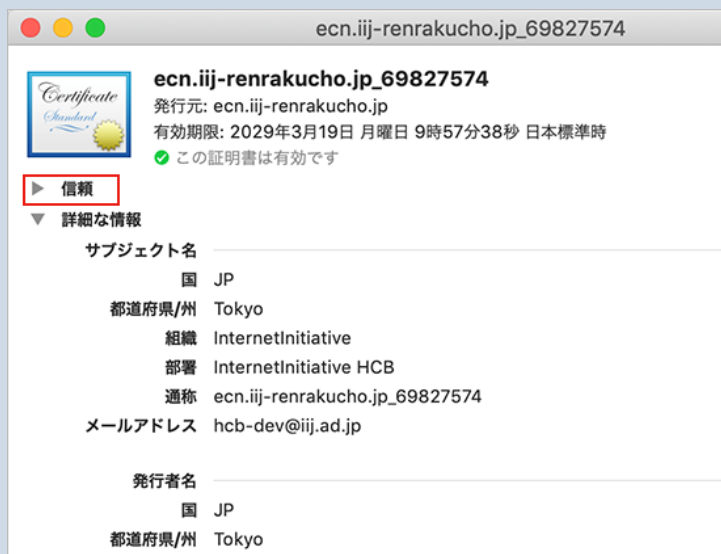 ecn.iij-renrakucho.jp_69827574
Certificate
Standard
ecn.iij-renrakucho.jp_69827574
発行元: ecn.iij-renrakucho.jp
有効期限: 2029年3月19日 月曜日 9時57分38秒 日本標準時
この証明書は有効です
信頼
詳細な情報
サブジェクト名
国 JP
都道府県/州 Tokyo
組織 InternetInitiative
部署 InternetInitiative HCB
通称 ecn.iij-renrakucho.jp_69827574
メールアドレス hcb-dev@iij.ad.jp
発行者名
国 JP
都道府県/州 Tokyo